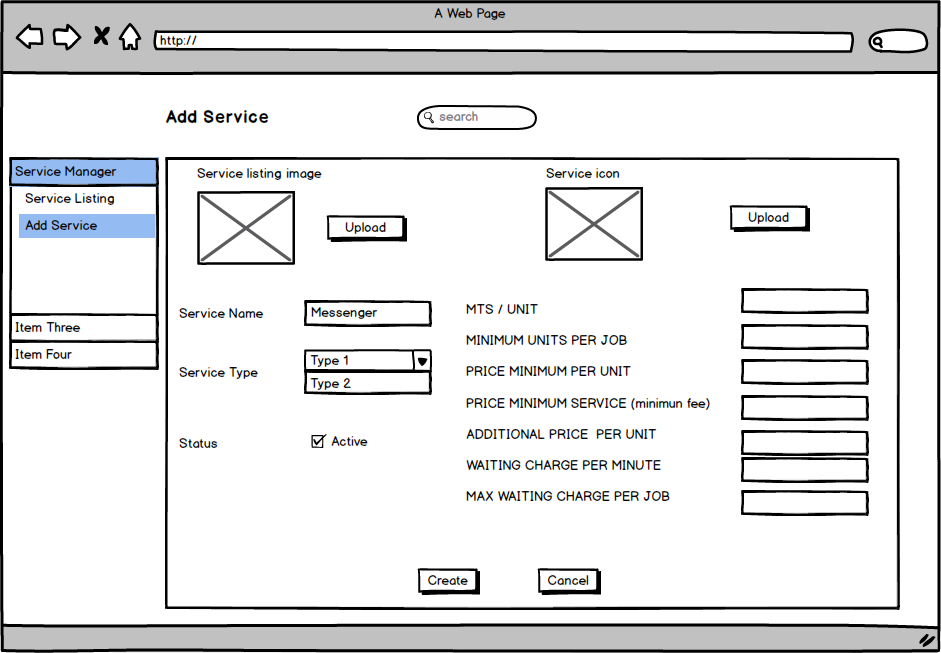 A Web Page
http://
Add Service
search
Service Manager
Service Listing
Add Service
Item Three
Item Four
Service listing image
Upload
Service icon
Upload
Service Name
Messenger
Service Type
Type 1
Type 2
Status
Active
MTS / UNIT
MINIMUM UNITS PER JOB
PRICE MINIMUM PER UNIT
PRICE MINIMUM SERVICE (minimun fee)
ADDITIONAL PRICE PER UNIT
WAITING CHARGE PER MINUTE
MAX WAITING CHARGE PER JOB
Create
Cancel